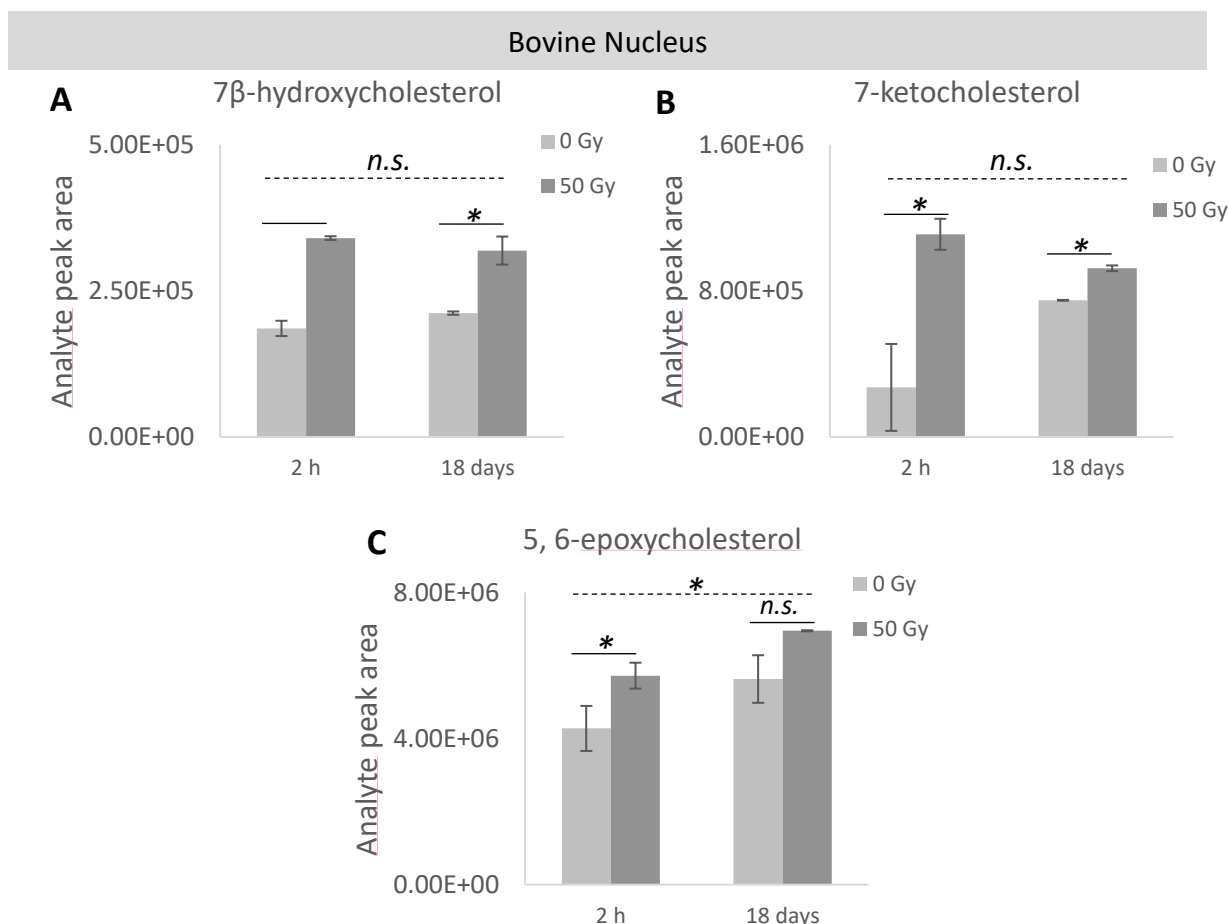 Bovine Nucleus
A
7β-hydroxycholesterol
5.00E+05
2.50E+05
0.00E+00
Analyte peak area
n.s.
*
0 Gy
50 Gy
2 h
18 days
B
7-ketocholesterol
1.60E+06
8.00E+05
0.00E+00
Analyte peak area
n.s.
*
*
0 Gy
50 Gy
2 h
18 days
C
5, 6-epoxycholesterol
8.00E+06
4.00E+06
0.00E+00
Analyte peak area
*
n.s.
*
0 Gy
50 Gy
2 h
18 days